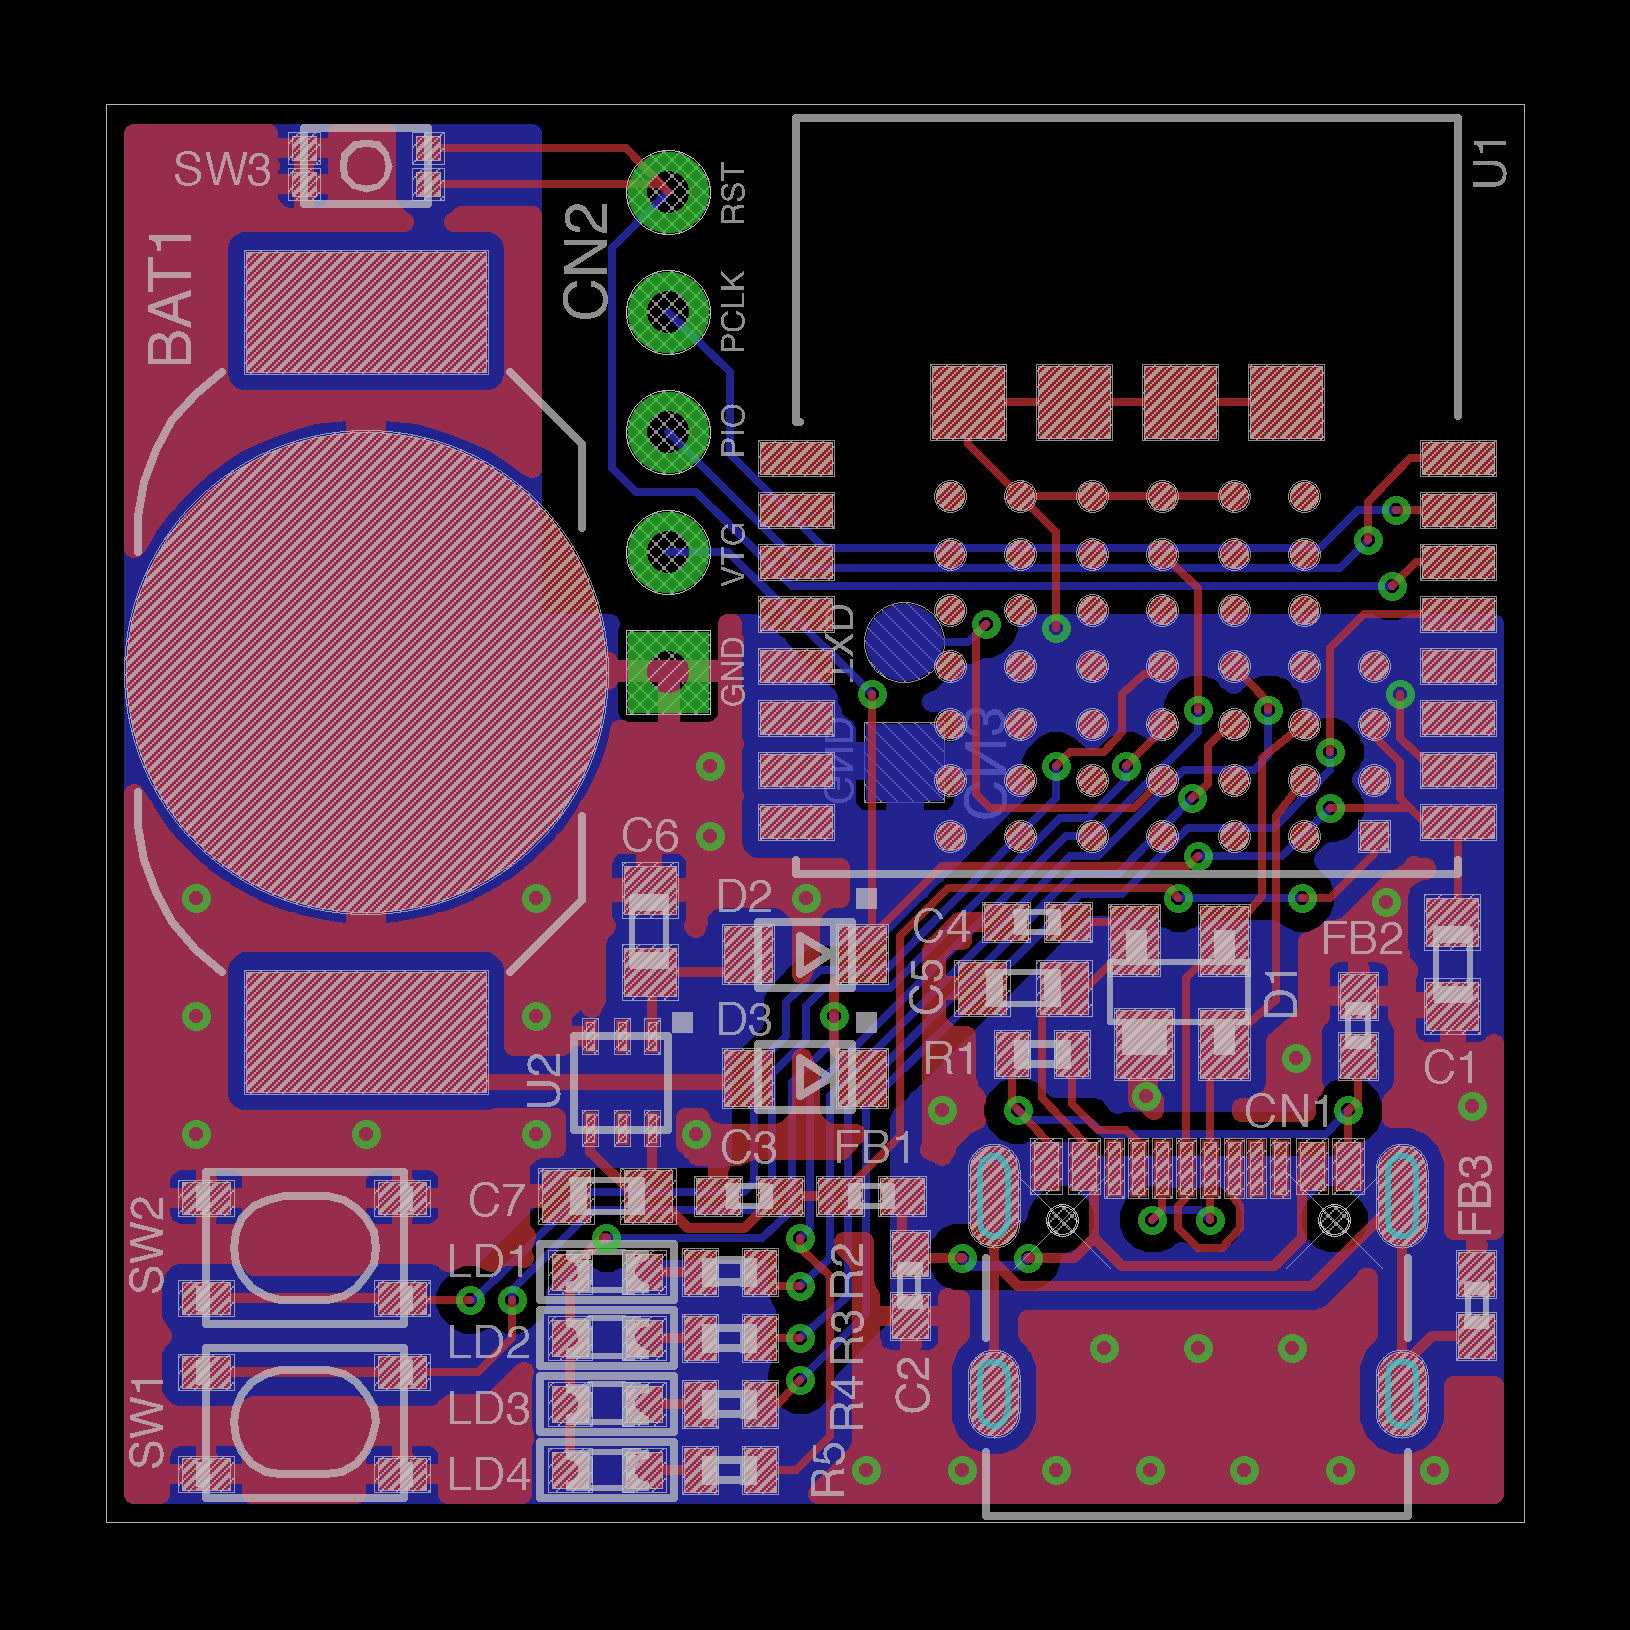 SW3
BAT1
CN2
RST
PCLK
PIO
VTG
GND
U1
TXD
GND
CN3
C6
D2
D3
U2
C4
C5
R1
D1
FB2
C1
CN1
C3
FB1
C7
FB3
SW2
SW1
LD1
LD2
LD3
LD4
R2
R3
R4
R5
C2